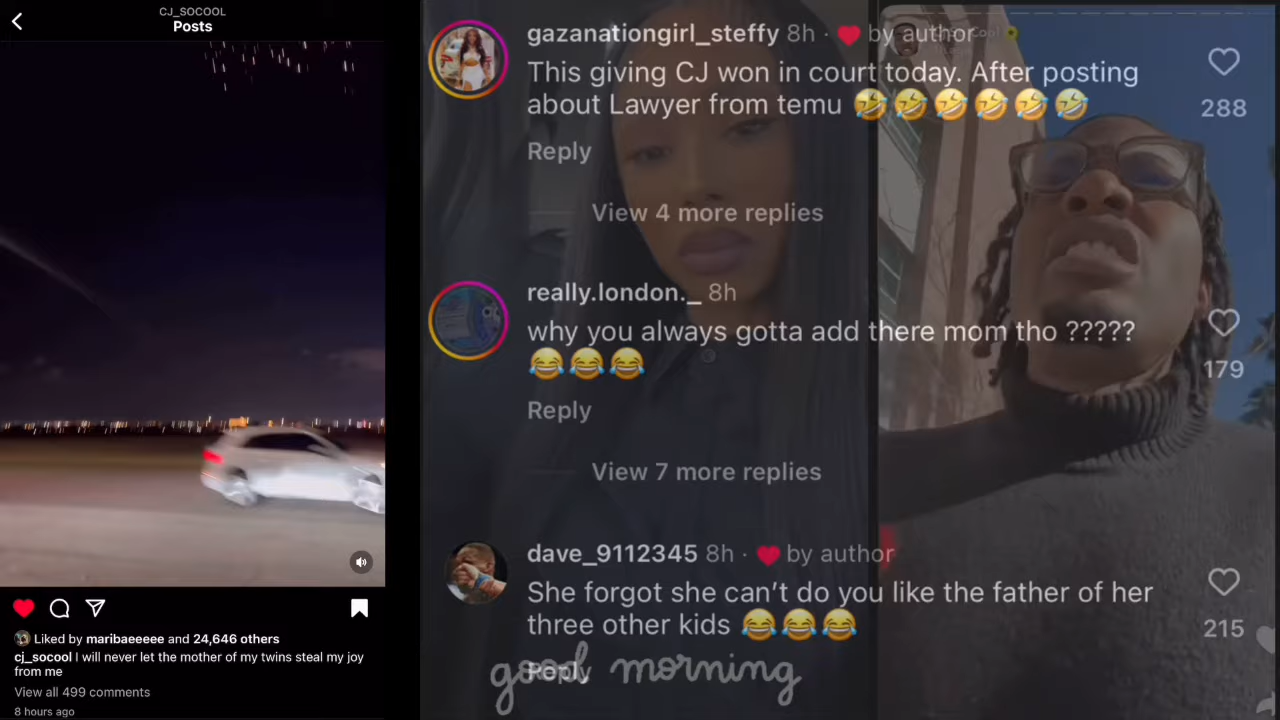 CJ_SOCOOL
Posts
Liked by maribaeeeee and 24,646 others
cj_socool I will never let the mother of my twins steal my joy
from me
View all 499 comments
8 hours ago
gazanationgirl_steffy 8h · ❤️ by author
This giving CJ won in court today. After posting
about Lawyer from temu 🤣🤣🤣🤣🤣🤣
Reply
288
View 4 more replies
really.london._ 8h
why you always gotta add there mom tho ?????
😂😂😂
Reply
179
View 7 more replies
dave_9112345 8h · ❤️ by author
She forgot she can’t do you like the father of her
three other kids 😂😂😂
Reply
215
good morning